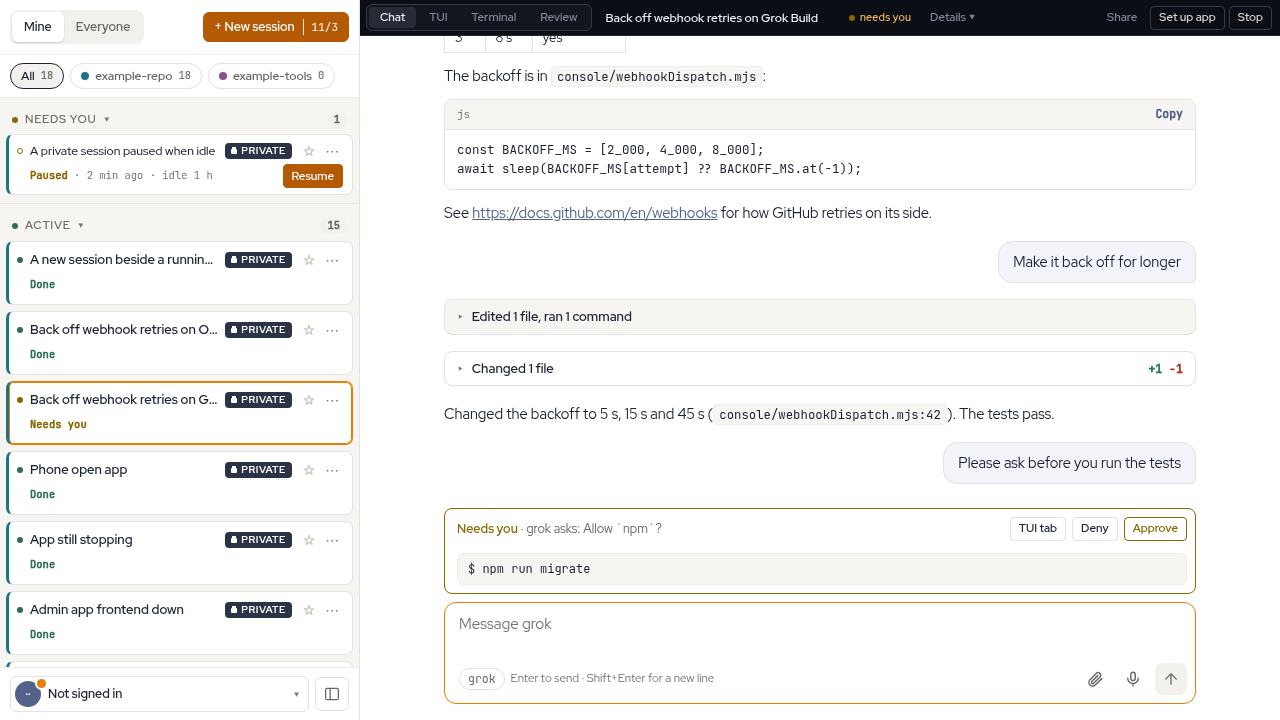 Mine Everyone + New session 11/3
All 18 example-repo 18 example-tools 0
NEEDS YOU ▾ 1
A private session paused when idle PRIVATE
Paused · 2 min ago · idle 1 h Resume
ACTIVE ▾ 15
A new session beside a runnin... PRIVATE
Done
Back off webhook retries on O... PRIVATE
Done
Back off webhook retries on G... PRIVATE
Needs you
Phone open app PRIVATE
Done
App still stopping PRIVATE
Done
Admin app frontend down PRIVATE
Done
Not signed in
Chat TUI Terminal Review Back off webhook retries on Grok Build needs you Details ▾ Share Set up app Stop
3 8 s yes
The backoff is in console/webhookDispatch.mjs:
js Copy
const BACKOFF_MS = [2_000, 4_000, 8_000];
await sleep(BACKOFF_MS[attempt] ?? BACKOFF_MS.at(-1));
See https://docs.github.com/en/webhooks for how GitHub retries on its side.
Make it back off for longer
Edited 1 file, ran 1 command
Changed 1 file +1 -1
Changed the backoff to 5 s, 15 s and 45 s (console/webhookDispatch.mjs:42). The tests pass.
Please ask before you run the tests
Needs you · grok asks: Allow `npm`? TUI tab Deny Approve
$ npm run migrate
Message grok
grok Enter to send · Shift+Enter for a new line